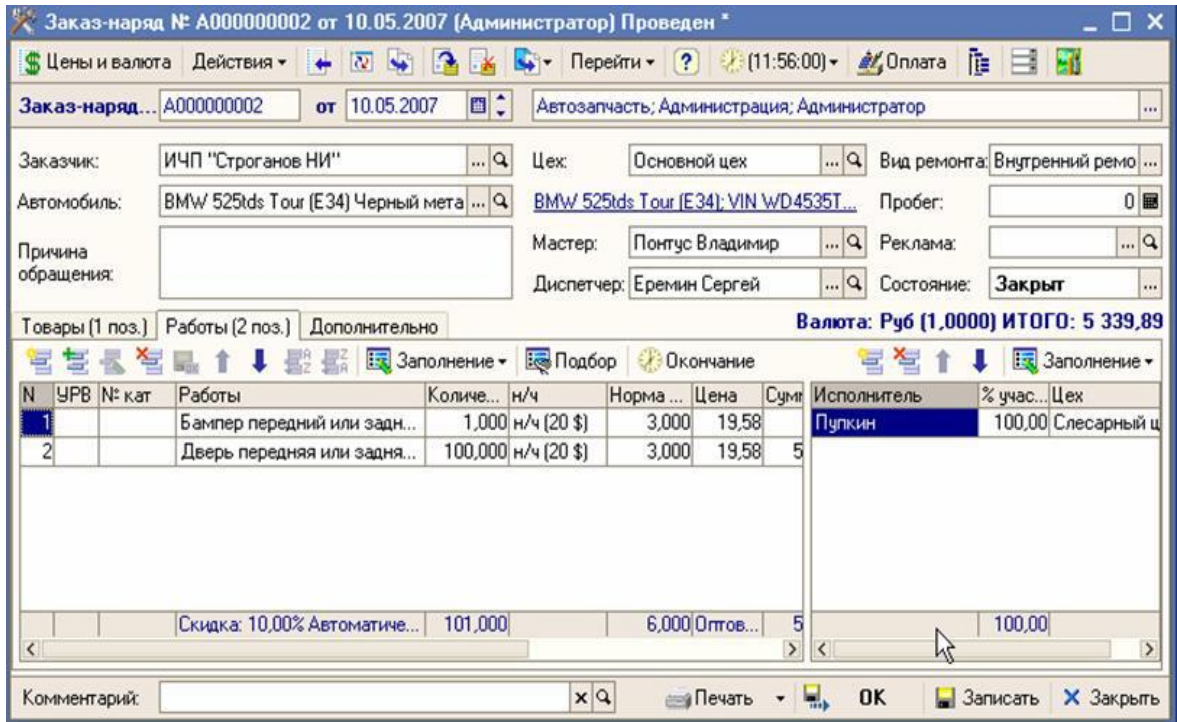 Заказ-наряд № А000000002 от 10.05.2007 (Администратор) Проведен *
Цены и валюта Действия Перейти ? (11:56:00) Оплата
Заказ-наряд... А000000002 от 10.05.2007 Автозапчасть; Администрация; Администратор ...
Заказчик: ИЧП "Строганов НИ" ... Цех: Основной цех ... Вид ремонта: Внутренний ремо ...
Автомобиль: BMW 525tds Tour (E34) Черный мета ... BMW 525tds Tour (E34); VIN WD4535T... Пробег: 0
Причина обращения: Мастер: Понтус Владимир ... Реклама: ...
Диспетчер: Еремин Сергей ... Состояние: Закрыт ...
Товары (1 поз.) Работы (2 поз.) Дополнительно Валюта: Руб (1,0000) ИТОГО: 5 339,89
Заполнение Подбор Окончание Заполнение
N УРВ № кат Работы Количе... н/ч Норма ... Цена Сумм Исполнитель % учас... Цех
1 Бампер передний или задн... 1,000 н/ч (20 $) 3,000 19,58 Пупкин 100,00 Слесарный ц
2 Дверь передняя или задня... 100,000 н/ч (20 $) 3,000 19,58 5
Скидка: 10,00% Автоматиче... 101,000 6,000 Оптов... 5 100,00
Комментарий: x Печать OK Записать Закрыть